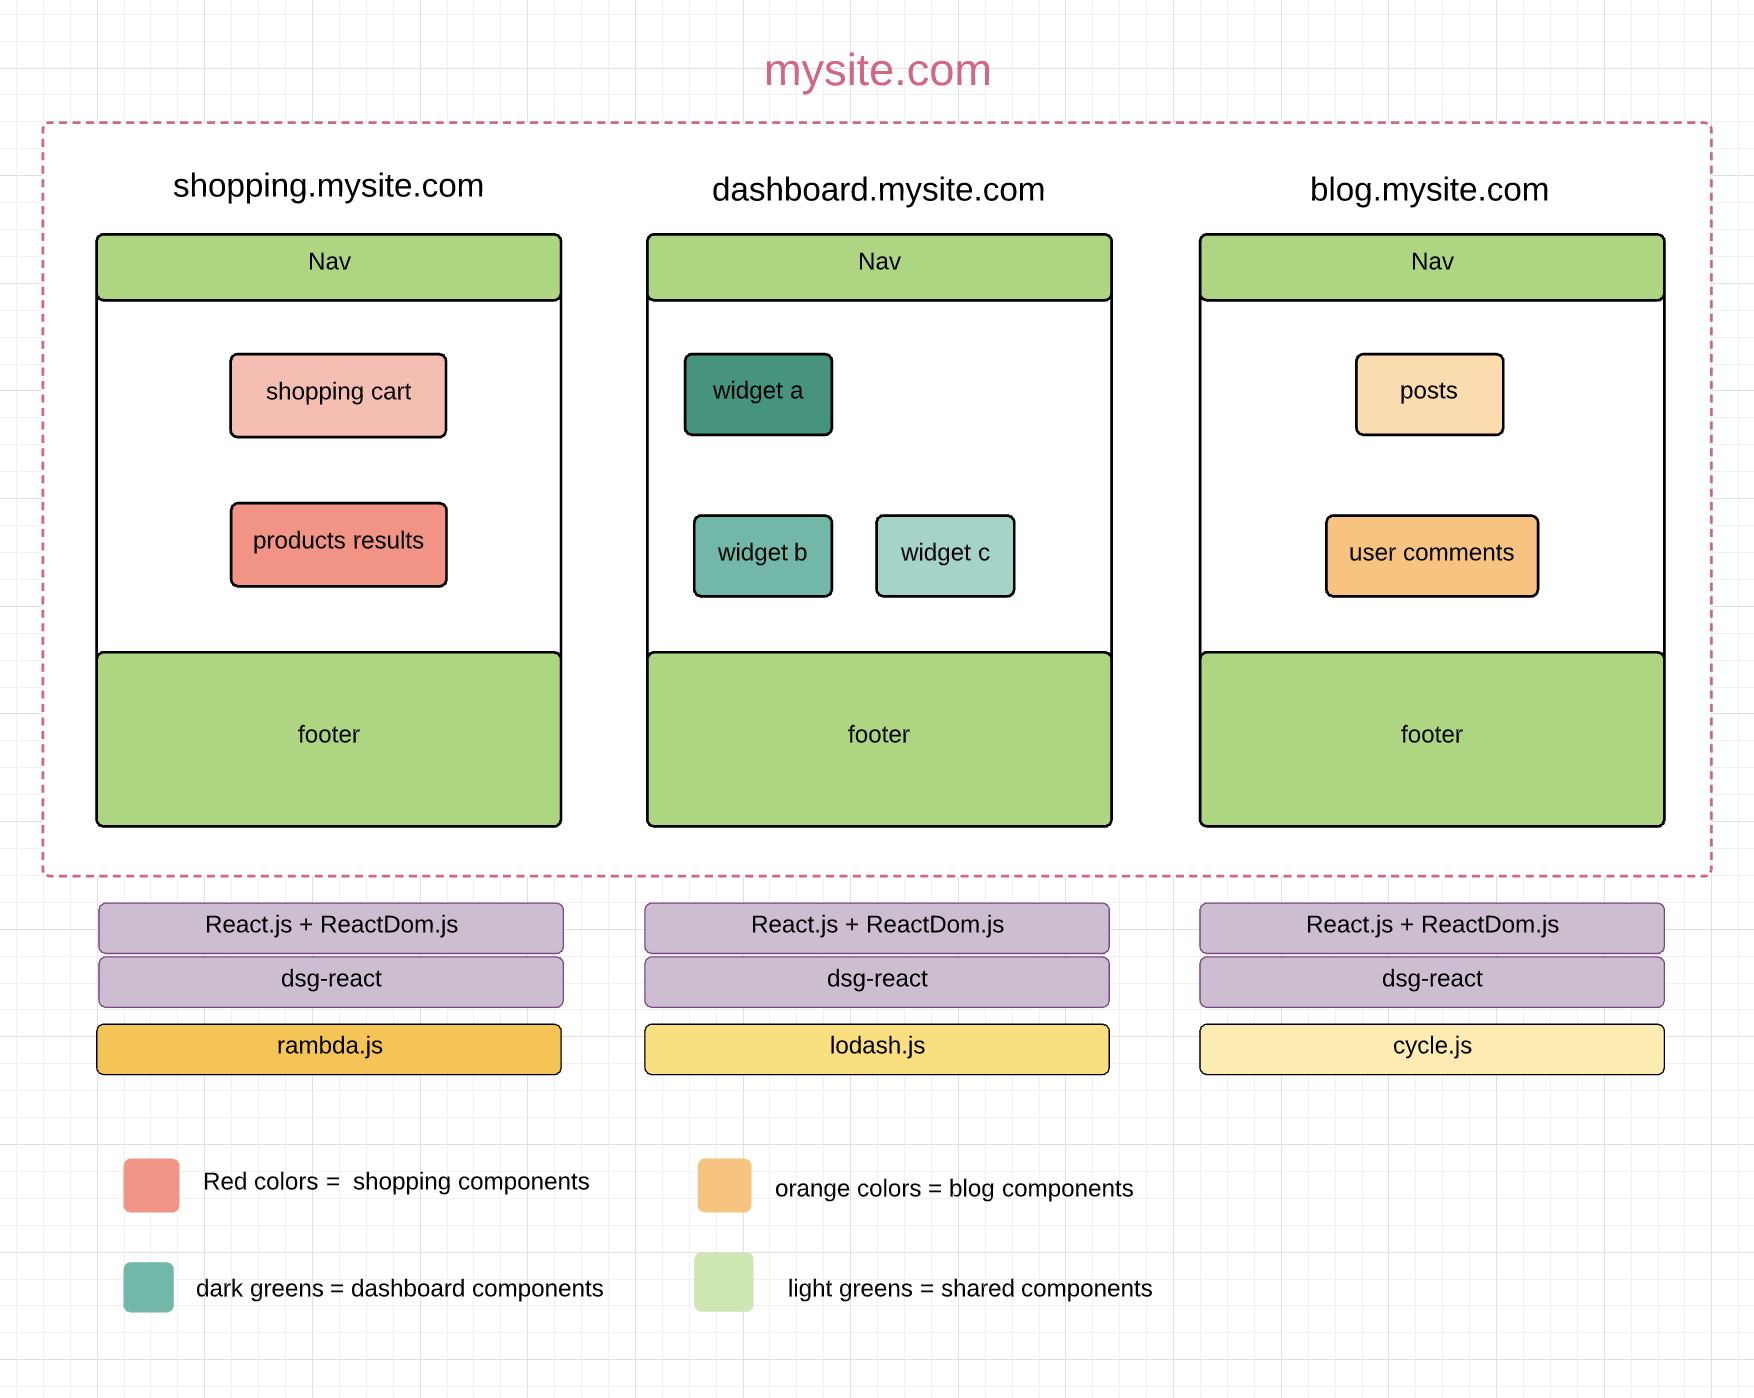 mysite.com
shopping.mysite.com
Nav
shopping cart
products results
footer
dashboard.mysite.com
Nav
widget a
widget b
widget c
footer
blog.mysite.com
Nav
posts
user comments
footer
React.js + ReactDom.js
dsg-react
rambda.js
React.js + ReactDom.js
dsg-react
lodash.js
React.js + ReactDom.js
dsg-react
cycle.js
Red colors = shopping components
orange colors = blog components
dark greens = dashboard components
light greens = shared components